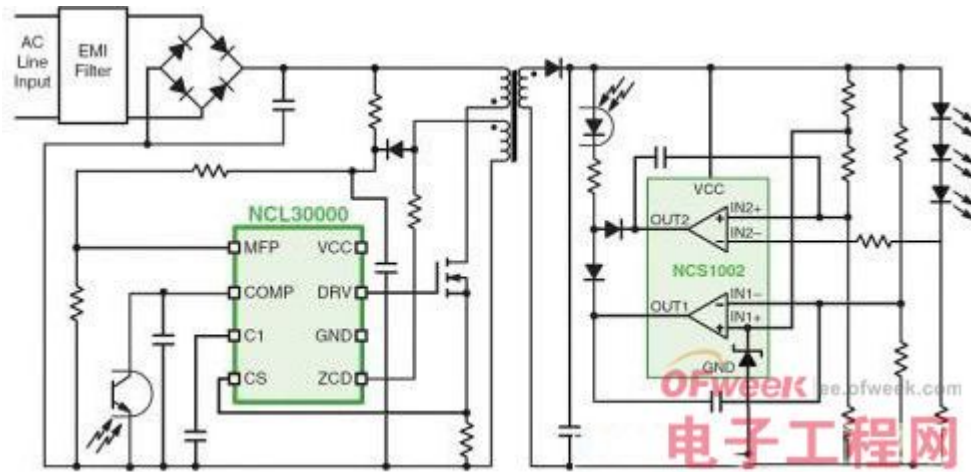 AC
Line
Input
EMI
Filter
NCL30000
MFP
VCC
COMP
DRV
C1
GND
CS
ZCD
VCC
OUT2
IN2+
IN2−
NCS1002
OUT1
IN1−
IN1+
GND
OFweek ee.ofweek.com
电子工程网